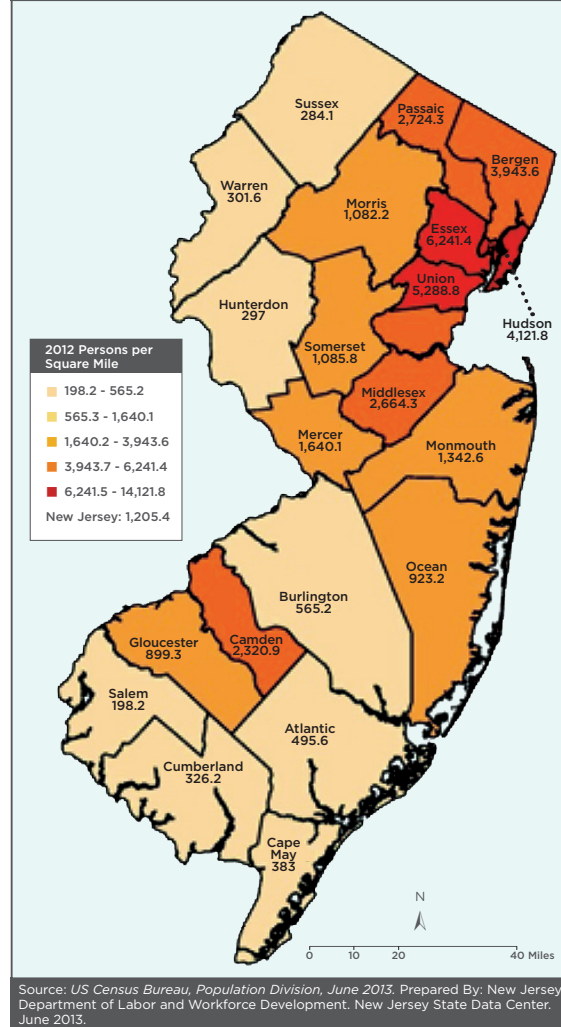 Sussex
284.1
Passaic
2,724.3
Bergen
3,943.6
Warren
301.6
Morris
1,082.2
Essex
6,241.4
Union
5,288.8
Hunterdon
297
Hudson
4,121.8
Somerset
1,085.8
2012 Persons per
Square Mile
198.2 - 565.2
565.3 - 1,640.1
1,640.2 - 3,943.6
3,943.7 - 6,241.4
6,241.5 - 14,121.8
New Jersey: 1,205.4
Middlesex
2,664.3
Mercer
1,640.1
Monmouth
1,342.6
Ocean
923.2
Burlington
565.2
Camden
2,320.9
Gloucester
899.3
Salem
198.2
Atlantic
495.6
Cumberland
326.2
Cape
May
383
N
0 10 20 40 Miles
Source: US Census Bureau, Population Division, June 2013. Prepared By: New Jersey
Department of Labor and Workforce Development. New Jersey State Data Center.
June 2013.